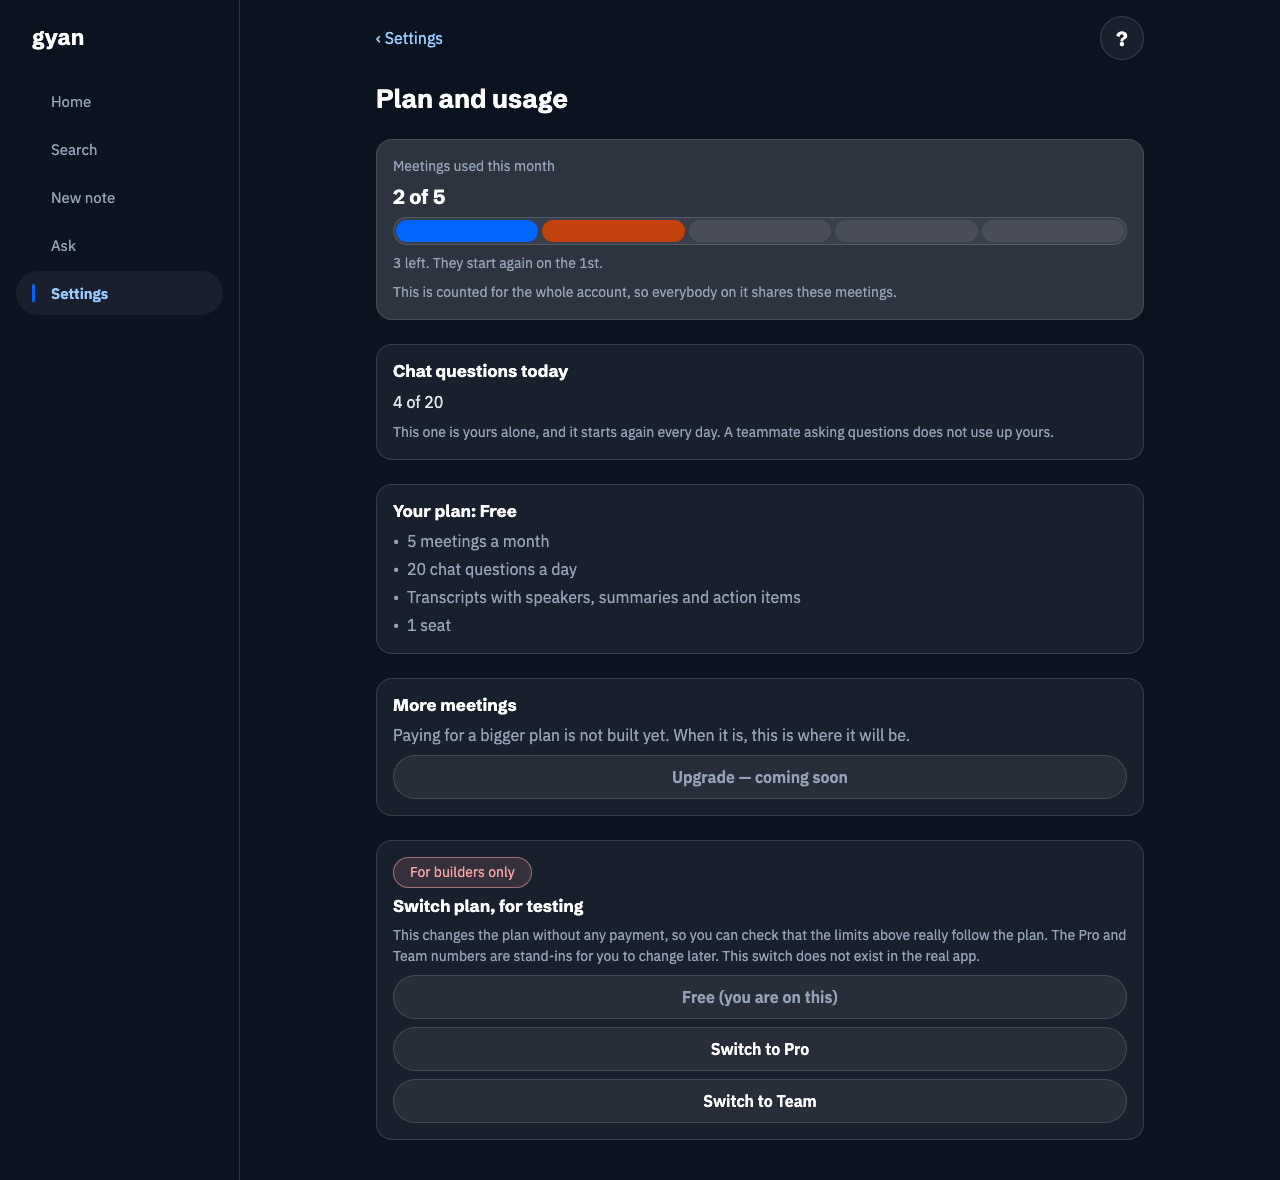 gyan
Home
Search
New note
Ask
Settings
‹ Settings
?
Plan and usage
Meetings used this month
2 of 5
3 left. They start again on the 1st.
This is counted for the whole account, so everybody on it shares these meetings.
Chat questions today
4 of 20
This one is yours alone, and it starts again every day. A teammate asking questions does not use up yours.
Your plan: Free
• 5 meetings a month
• 20 chat questions a day
• Transcripts with speakers, summaries and action items
• 1 seat
More meetings
Paying for a bigger plan is not built yet. When it is, this is where it will be.
Upgrade — coming soon
For builders only
Switch plan, for testing
This changes the plan without any payment, so you can check that the limits above really follow the plan. The Pro and
Team numbers are stand-ins for you to change later. This switch does not exist in the real app.
Free (you are on this)
Switch to Pro
Switch to Team